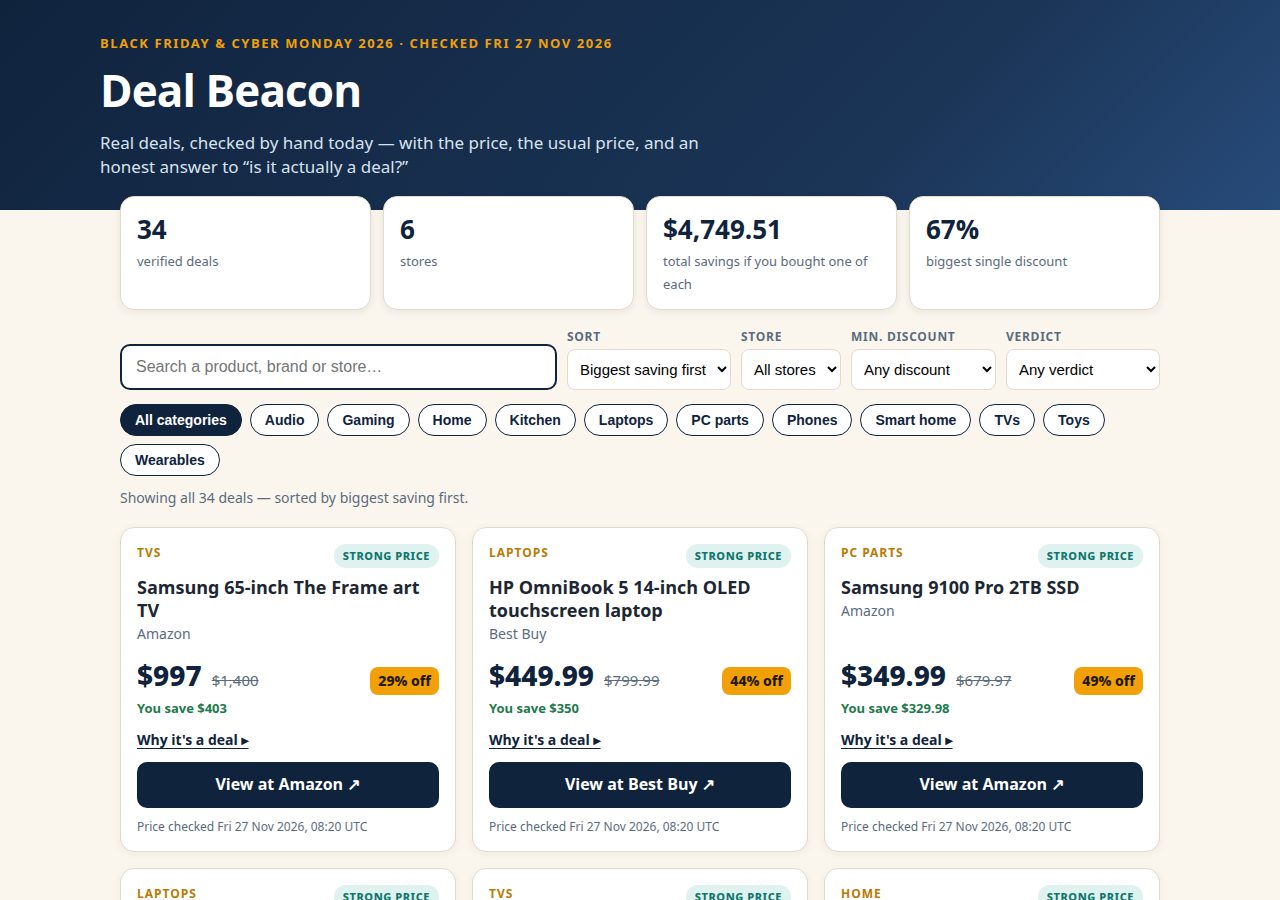 BLACK FRIDAY & CYBER MONDAY 2026 · CHECKED FRI 27 NOV 2026
Deal Beacon
Real deals, checked by hand today — with the price, the usual price, and an
honest answer to “is it actually a deal?”
34
verified deals
6
stores
$4,749.51
total savings if you bought one of
each
67%
biggest single discount
SORT
STORE
MIN. DISCOUNT
VERDICT
Search a product, brand or store…
Biggest saving first
All stores
Any discount
Any verdict
All categories
Audio
Gaming
Home
Kitchen
Laptops
PC parts
Phones
Smart home
TVs
Toys
Wearables
Showing all 34 deals — sorted by biggest saving first.
TVS
STRONG PRICE
Samsung 65-inch The Frame art
TV
Amazon
$997 $1,400
29% off
You save $403
Why it's a deal ▸
View at Amazon ↗
Price checked Fri 27 Nov 2026, 08:20 UTC
LAPTOPS
STRONG PRICE
HP OmniBook 5 14-inch OLED
touchscreen laptop
Best Buy
$449.99 $799.99
44% off
You save $350
Why it's a deal ▸
View at Best Buy ↗
Price checked Fri 27 Nov 2026, 08:20 UTC
PC PARTS
STRONG PRICE
Samsung 9100 Pro 2TB SSD
Amazon
$349.99 $679.97
49% off
You save $329.98
Why it's a deal ▸
View at Amazon ↗
Price checked Fri 27 Nov 2026, 08:20 UTC
LAPTOPS
STRONG PRICE
TVS
STRONG PRICE
HOME
STRONG PRICE